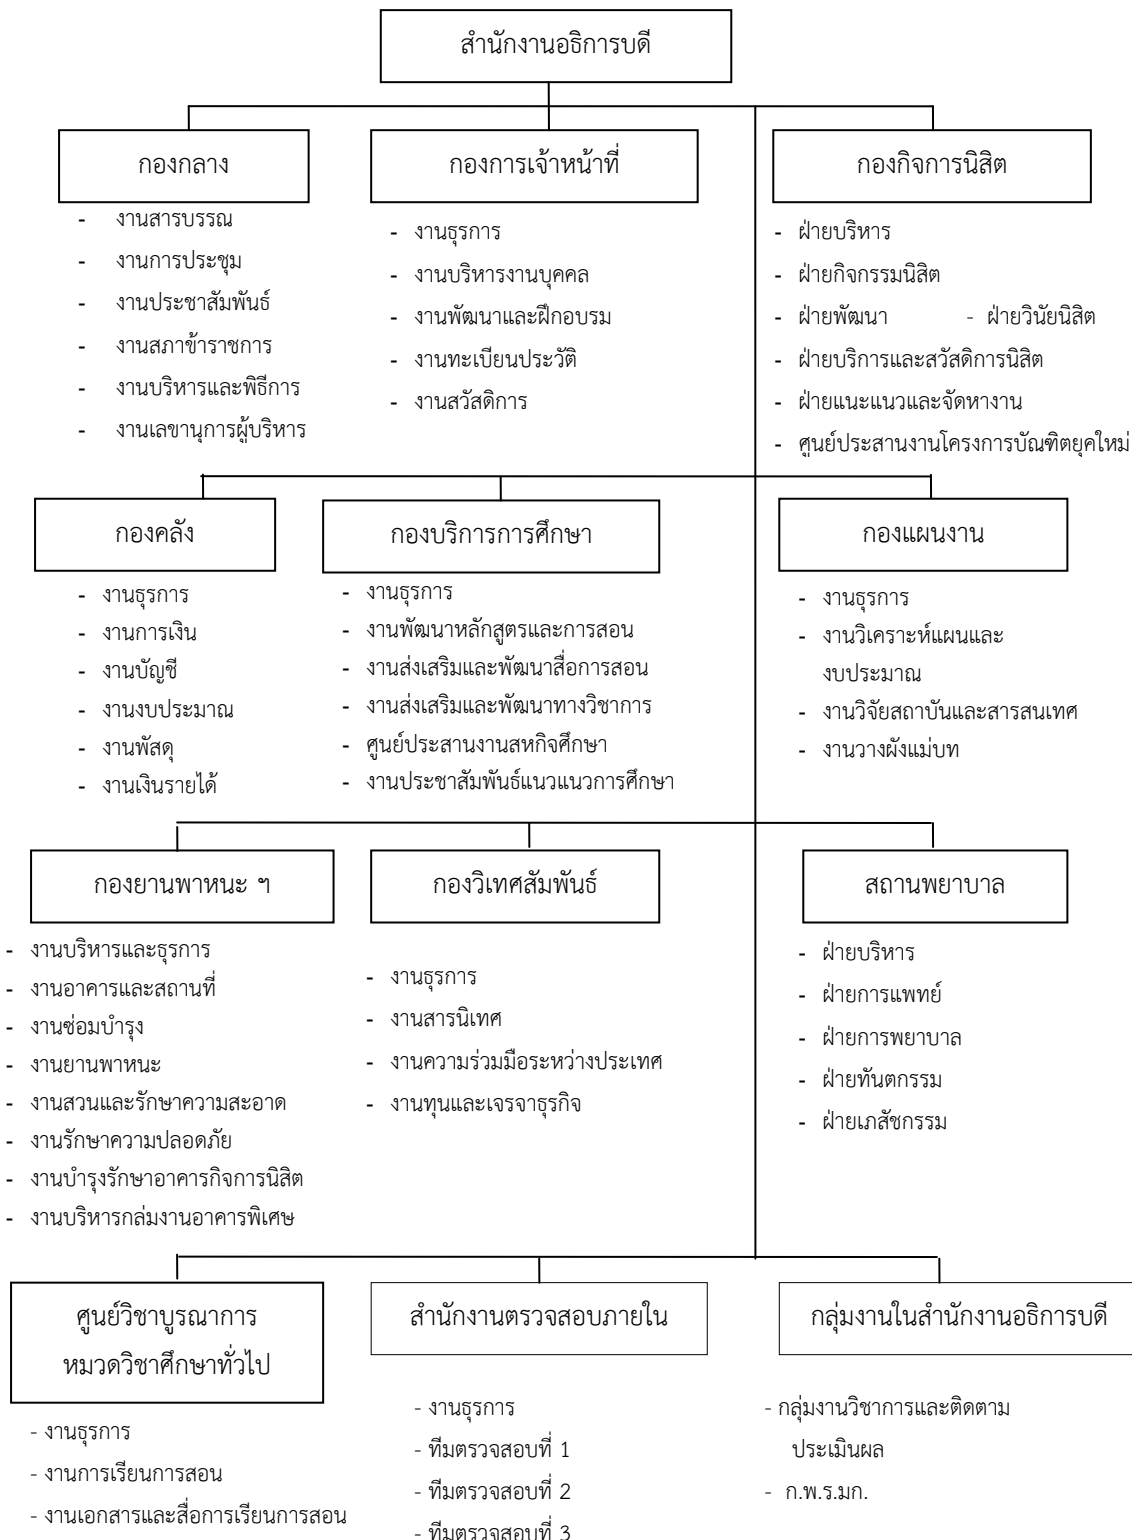 สำนักงานอธิการบดี
กองกลาง
- งานสารบรรณ
- งานการประชุม
- งานประชาสัมพันธ์
- งานสภาข้าราชการ
- งานบริหารและพิธีการ
- งานเลขานุการผู้บริหาร
กองการเจ้าหน้าที่
- งานธุรการ
- งานบริหารงานบุคคล
- งานพัฒนาและฝึกอบรม
- งานทะเบียนประวัติ
- งานสวัสดิการ
กองกิจการนิสิต
- ฝ่ายบริหาร
- ฝ่ายกิจกรรมนิสิต
- ฝ่ายพัฒนา - ฝ่ายวินัยนิสิต
- ฝ่ายบริการและสวัสดิการนิสิต
- ฝ่ายแนะแนวและจัดหางาน
- ศูนย์ประสานงานโครงการบัณฑิตยุคใหม่
กองคลัง
- งานธุรการ
- งานการเงิน
- งานบัญชี
- งานงบประมาณ
- งานพัสดุ
- งานเงินรายได้
กองบริการการศึกษา
- งานธุรการ
- งานพัฒนาหลักสูตรและการสอน
- งานส่งเสริมและพัฒนาสื่อการสอน
- งานส่งเสริมและพัฒนาทางวิชาการ
- ศูนย์ประสานงานสหกิจศึกษา
- งานประชาสัมพันธ์แนวแนวการศึกษา
กองแผนงาน
- งานธุรการ
- งานวิเคราะห์แผนและ
งบประมาณ
- งานวิจัยสถาบันและสารสนเทศ
- งานวางผังแม่บท
กองยานพาหนะ ฯ
- งานบริหารและธุรการ
- งานอาคารและสถานที่
- งานซ่อมบำรุง
- งานยานพาหนะ
- งานสวนและรักษาความสะอาด
- งานรักษาความปลอดภัย
- งานบำรุงรักษาอาคารกิจการนิสิต
- งานบริหารกล่มงานอาคารพิเศษ
กองวิเทศสัมพันธ์
- งานธุรการ
- งานสารนิเทศ
- งานความร่วมมือระหว่างประเทศ
- งานทุนและเจรจาธุรกิจ
สถานพยาบาล
- ฝ่ายบริหาร
- ฝ่ายการแพทย์
- ฝ่ายการพยาบาล
- ฝ่ายทันตกรรม
- ฝ่ายเภสัชกรรม
ศูนย์วิชาบูรณาการ
หมวดวิชาศึกษาทั่วไป
- งานธุรการ
- งานการเรียนการสอน
- งานเอกสารและสื่อการเรียนการสอน
สำนักงานตรวจสอบภายใน
- งานธุรการ
- ทีมตรวจสอบที่ 1
- ทีมตรวจสอบที่ 2
- ทีมตรวจสอบที่ 3
กลุ่มงานในสำนักงานอธิการบดี
- กลุ่มงานวิชาการและติดตาม
ประเมินผล
- ก.พ.ร.มก.